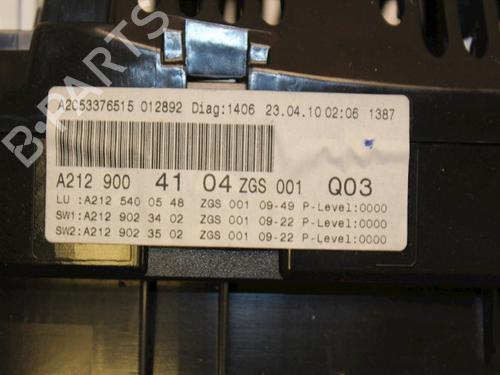 A2C53376515 012892 Diag:1406 23.04.10 02:06 1387
A212 900 41 04 ZGS 001 Q03
LU :A212 540 05 48 ZGS 001 09-49 P-Level:0000
SW1:A212 902 34 02 ZGS 001 09-22 P-Level:0000
SW2:A212 902 35 02 ZGS 001 09-22 P-Level:0000
B-PARTS